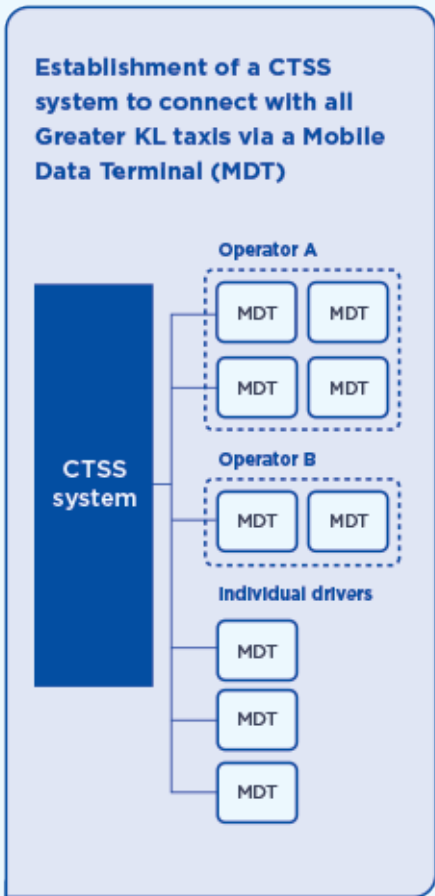 Establishment of a CTSS
system to connect with all
Greater KL taxis via a Mobile
Data Terminal (MDT)
Operator A
MDT MDT
MDT MDT
CTSS
system
Operator B
MDT MDT
Individual drivers
MDT
MDT
MDT